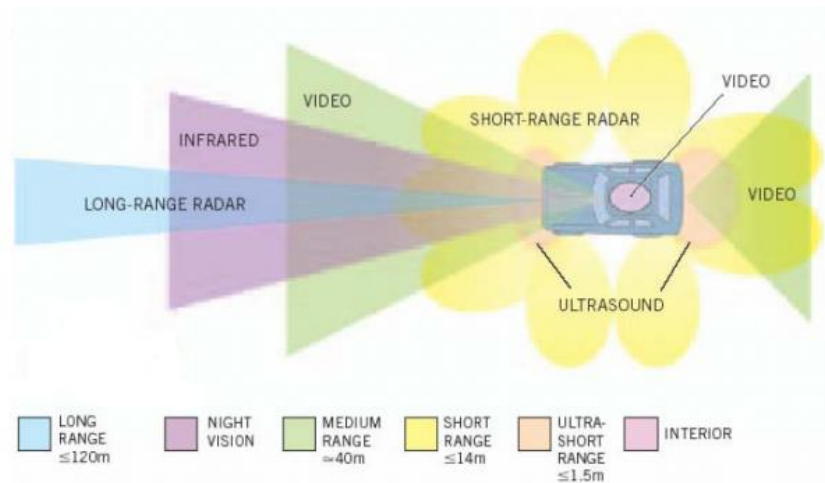 VIDEO
VIDEO
SHORT-RANGE RADAR
INFRARED
VIDEO
LONG-RANGE RADAR
ULTRASOUND
LONG
RANGE
≤120m
NIGHT
VISION
MEDIUM
RANGE
≃40m
SHORT
RANGE
≤14m
ULTRA-
SHORT
RANGE
≤1.5m
INTERIOR